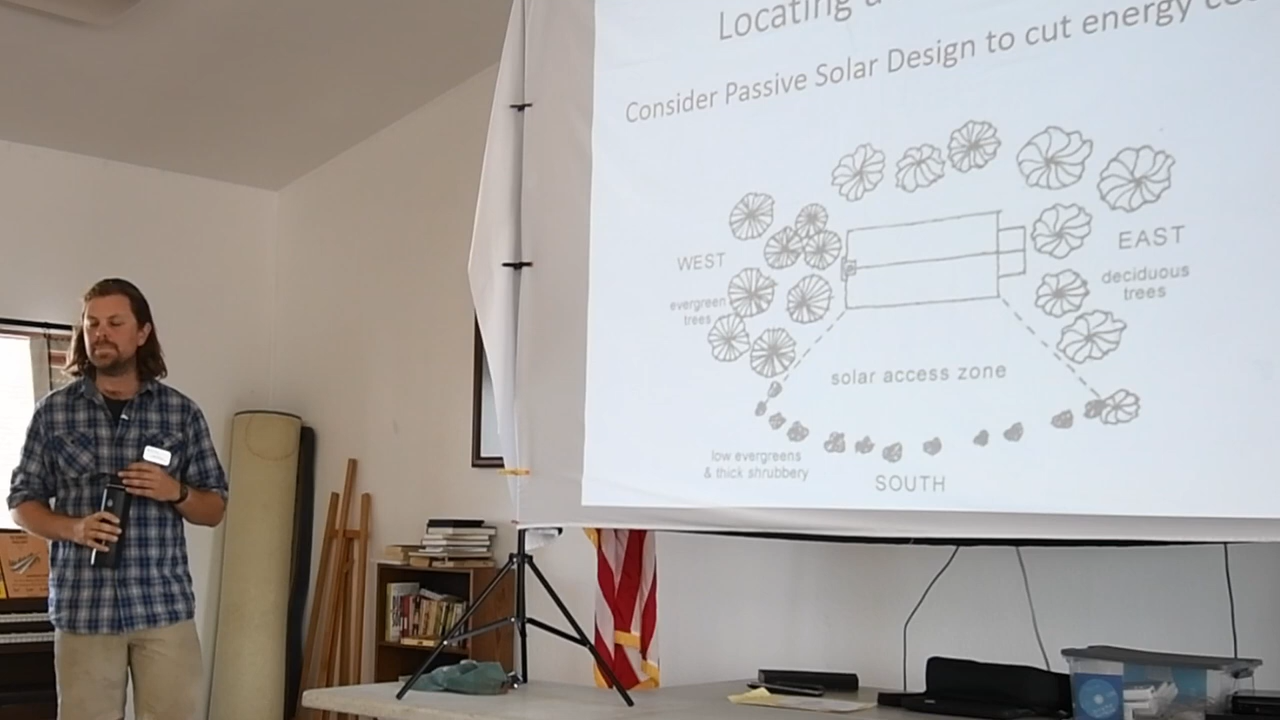 Locating a
Consider Passive Solar Design to cut energy
WEST
EAST
evergreen
trees
deciduous
trees
solar access zone
low evergreens
& thick shrubbery
SOUTH